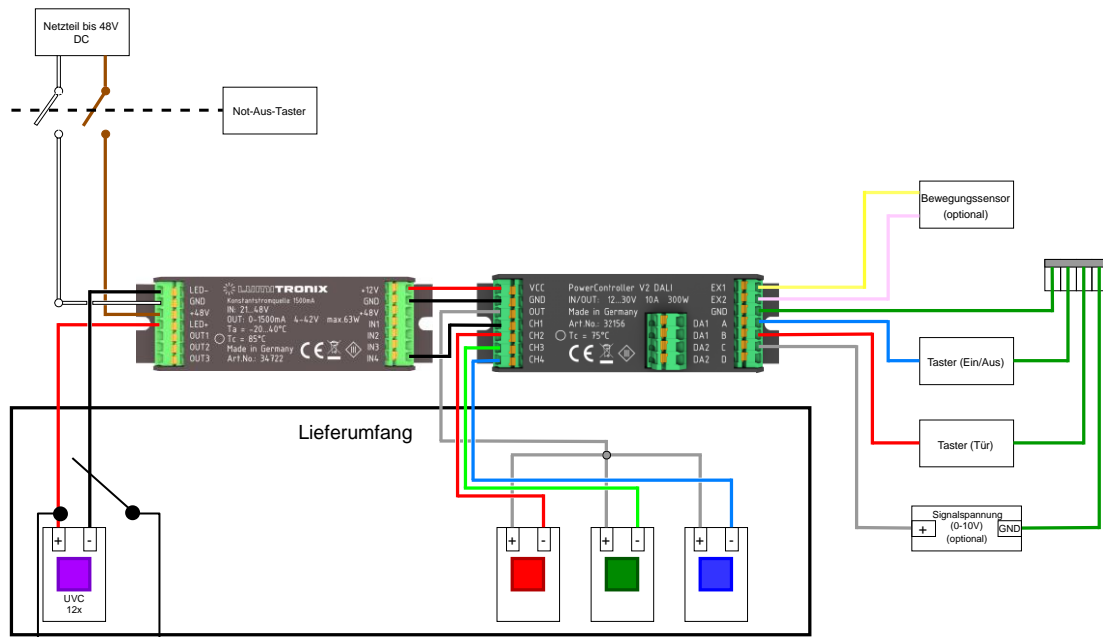 Netzteil bis 48V
DC
Not-Aus-Taster
Bewegungssensor
(optional)
LED-
GND
+48V
LED+
OUT1
OUT2
OUT3
LUMITRONIX
Konstantstromquelle 1500mA
IN: 21...48V
OUT: 0-1500mA 4-42V max.63W
Ta = -20...40°C
Tc = 85°C
Made in Germany
Art.No.: 34722
+12V
GND
+48V
IN1
IN2
IN3
IN4
VCC
GND
OUT
CH1
CH2
CH3
CH4
PowerController V2 DALI
IN/OUT: 12...30V 10A 300W
Made in Germany
Art.No.: 32156
Tc = 75°C
EX1
EX2
GND
DA1 A
DA1 B
DA2 C
DA2 D
Taster (Ein/Aus)
Taster (Tür)
Signalspannung
(0-10V)
(optional)
+
GND
Lieferumfang
+ -
UVC
12x
+ -
+ -
+ -